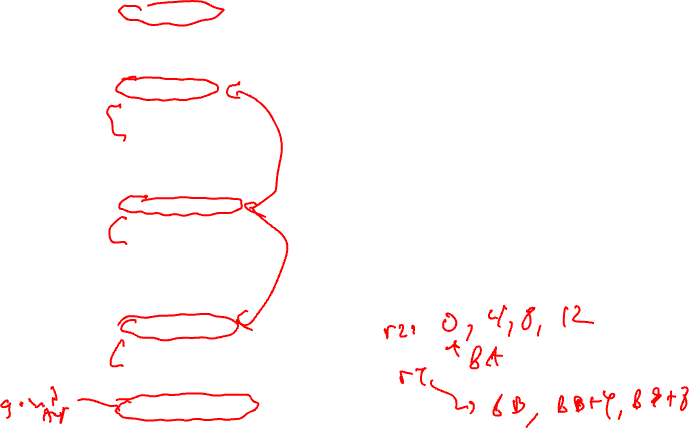 r2: 0, 4, 8, 12
BA
r7
BB, BB+4, BB+8